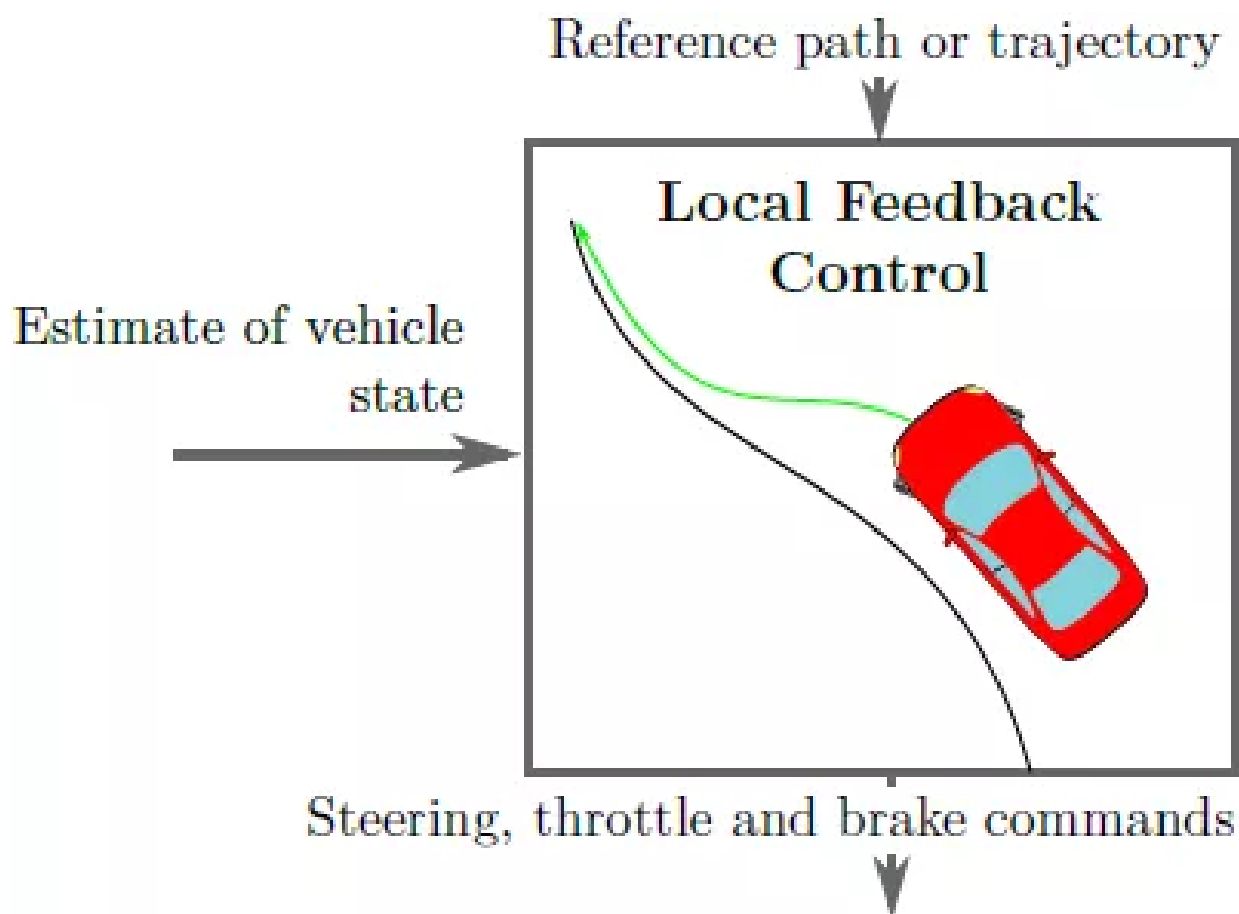 Reference path or trajectory
Local Feedback
Control
Estimate of vehicle
state
Steering, throttle and brake commands